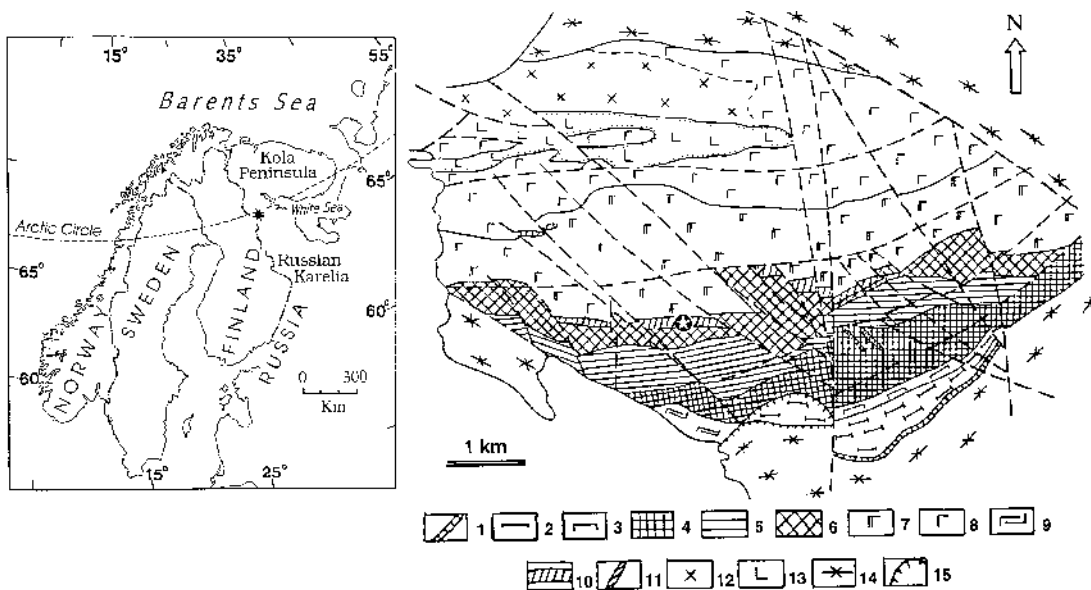 15° 35° 55°
Barents Sea
Kola
Peninsula
65°
White Sea
Arctic Circle
65°
Russian
Karelia
60°
NORWAY
SWEDEN
FINLAND
RUSSIA
60°
0 300
Km
15° 25°
N
1 km
1 2 3 4 5 6 7 8 9
10 11 12 13 14 15